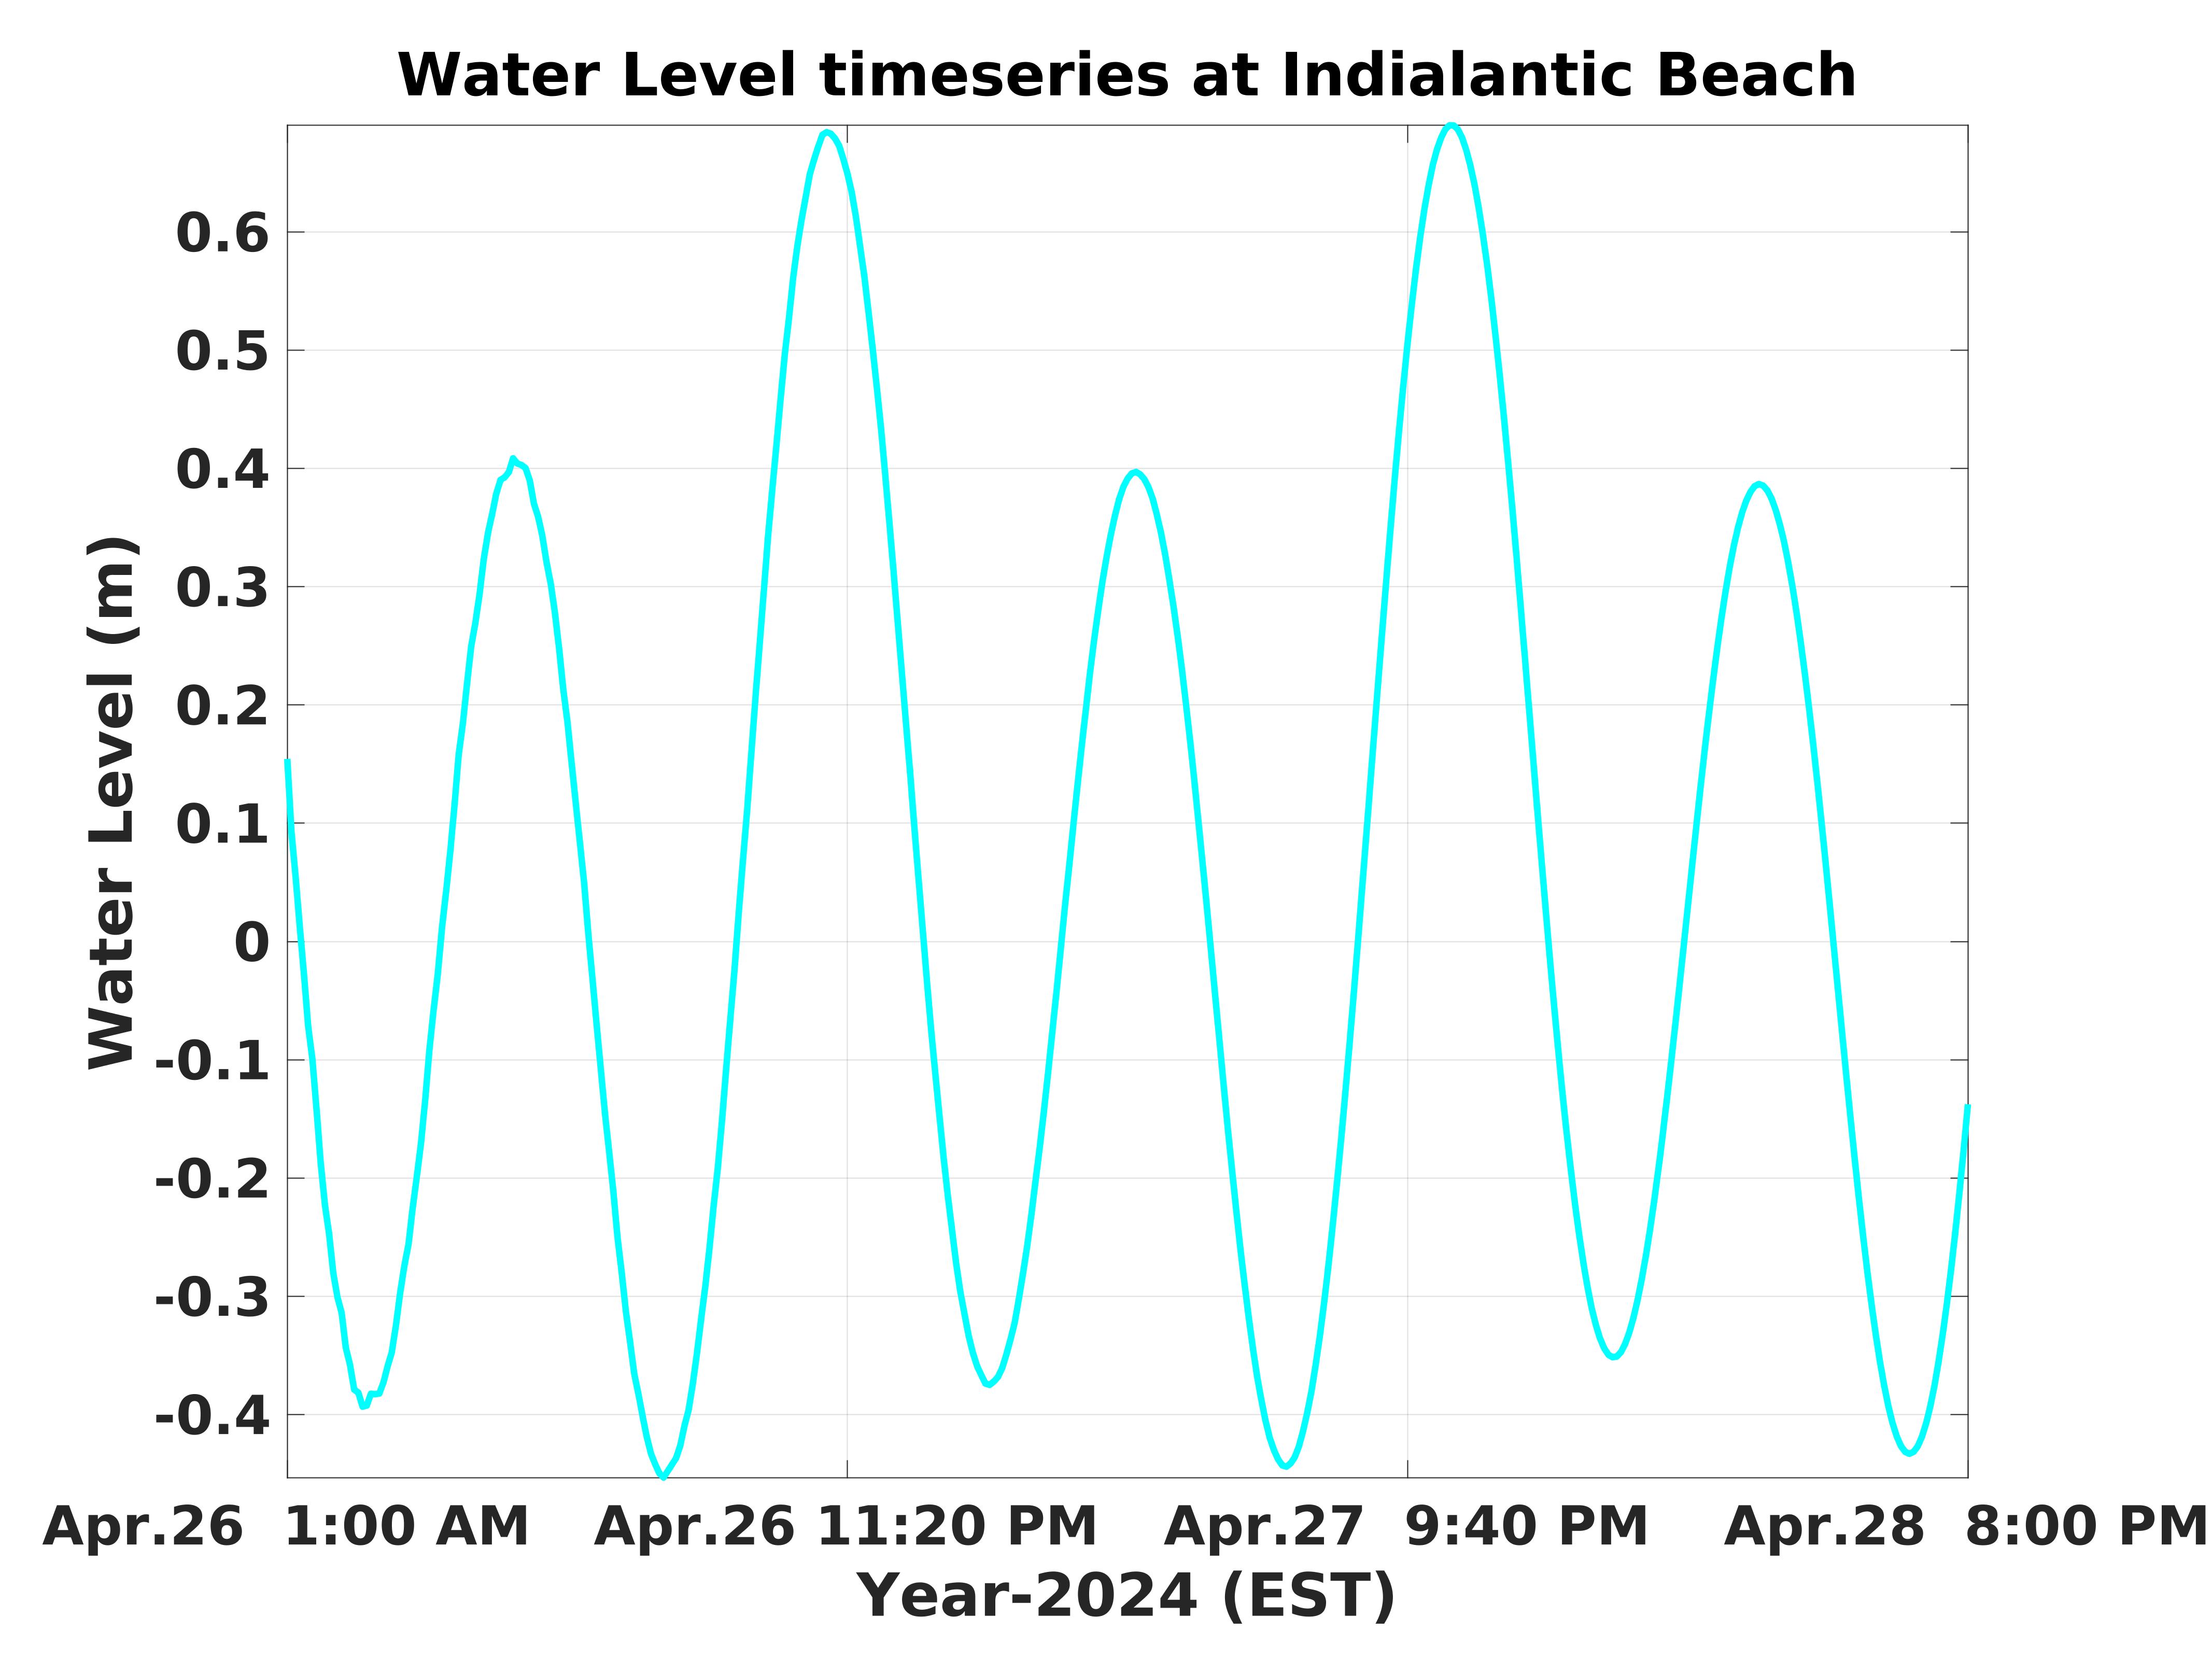 Water Level timeseries at Indialantic Beach
0.6
0.5
0.4
0.3
0.2
0.1
0
-0.1
-0.2
-0.3
-0.4
Water Level (m)
Apr.26 1:00 AM Apr.26 11:20 PM Apr.27 9:40 PM Apr.28 8:00 PM
Year-2024 (EST)